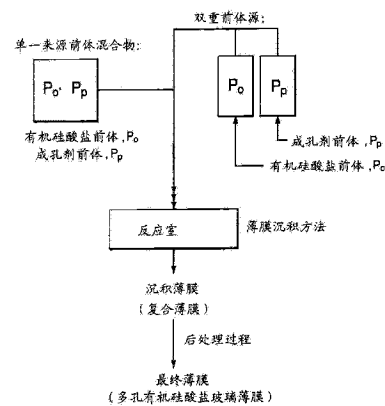 双重前体源:
单一来源前体混合物:
Po· Pp
Po
Pp
有机硅酸盐前体,Po
成孔剂前体,Pp
成孔剂前体,Pp
有机硅酸盐前体,Po
反应室
薄膜沉积方法
沉积薄膜
(复合薄膜)
后处理过程
最终薄膜
(多孔有机硅酸盐玻璃薄膜)